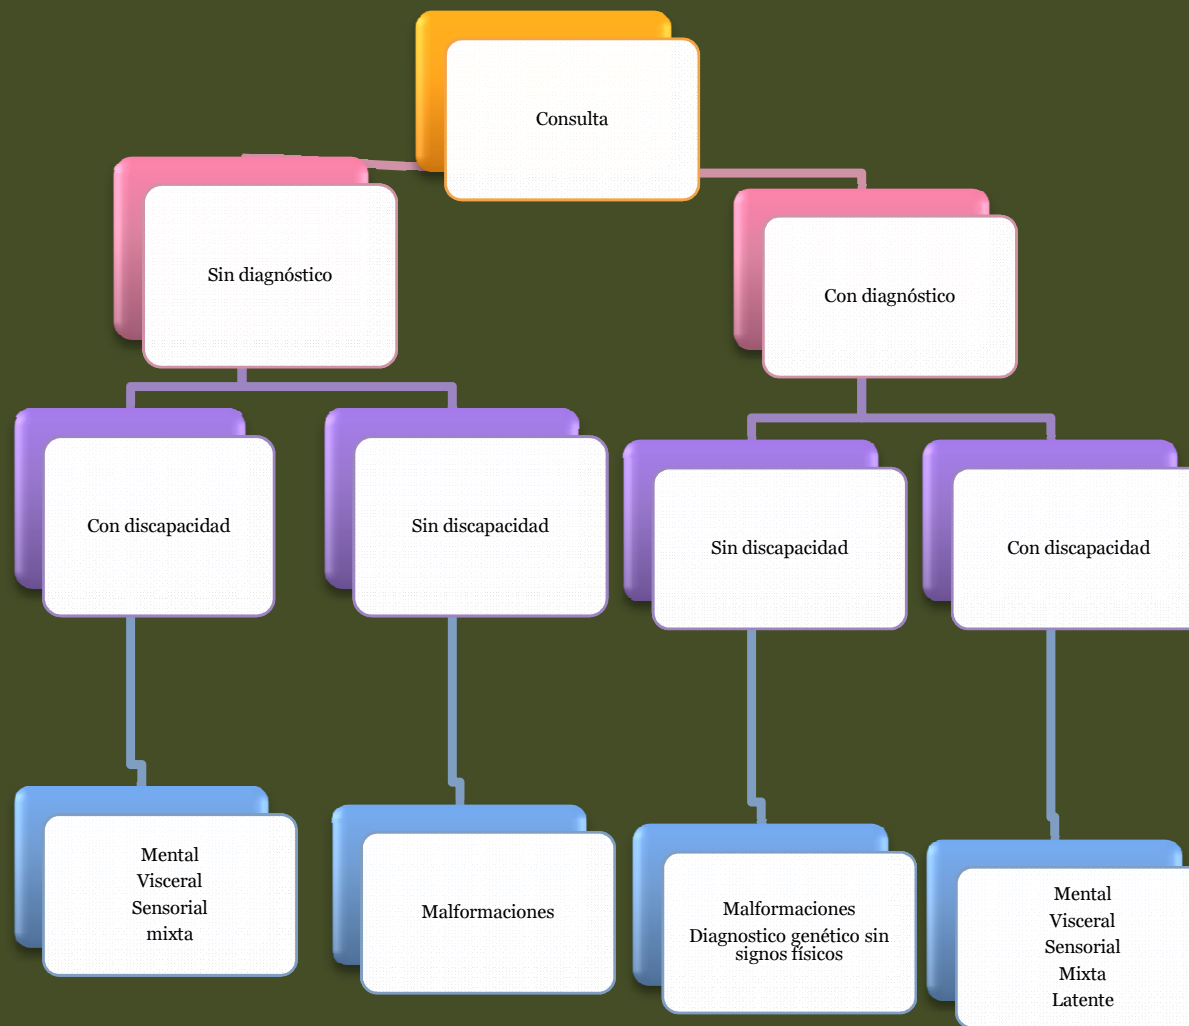 Consulta
Sin diagnóstico
Con diagnóstico
Con discapacidad
Sin discapacidad
Sin discapacidad
Con discapacidad
Mental
Visceral
Sensorial
mixta
Malformaciones
Malformaciones
Diagnostico genético sin
signos físicos
Mental
Visceral
Sensorial
Mixta
Latente